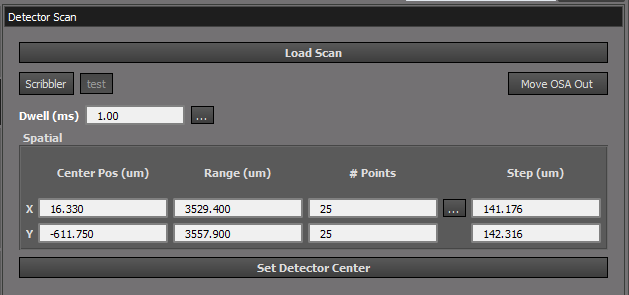 Detector Scan
Load Scan
Scribbler test Move OSA Out
Dwell (ms) 1.00 ...
Spatial
Center Pos (um) Range (um) # Points Step (um)
X 16.330 3529.400 25 ... 141.176
Y -611.750 3557.900 25 142.316
Set Detector Center